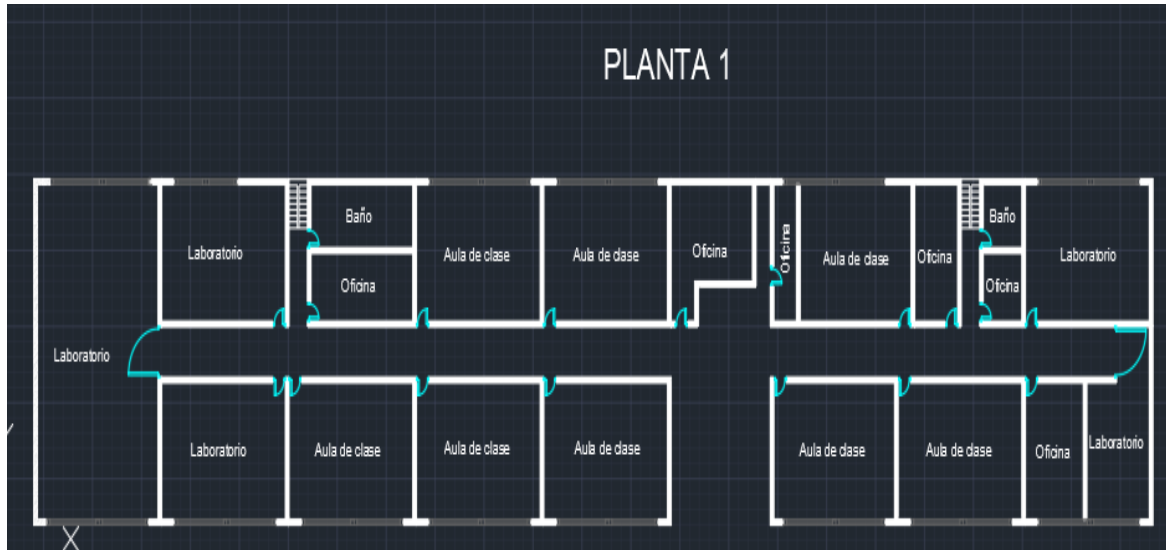 PLANTA 1
Laboratorio
Baño
Aula de clase
Aula de clase
Oficina
Oficina
Aula de clase
Oficina
Baño
Laboratorio
Oficina
Oficina
Laboratorio
Laboratorio
Aula de clase
Aula de clase
Aula de clase
Aula de clase
Aula de clase
Oficina
Laboratorio
X